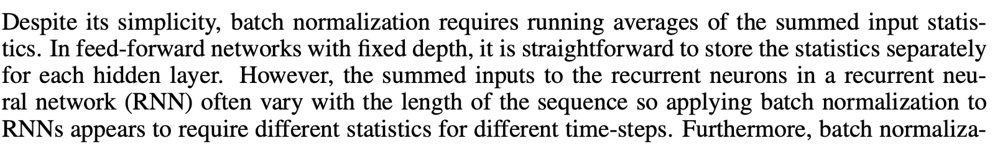 Despite its simplicity, batch normalization requires running averages of the summed input statis-
tics. In feed-forward networks with fixed depth, it is straightforward to store the statistics separately
for each hidden layer. However, the summed inputs to the recurrent neurons in a recurrent neu-
ral network (RNN) often vary with the length of the sequence so applying batch normalization to
RNNs appears to require different statistics for different time-steps. Furthermore, batch normaliza-